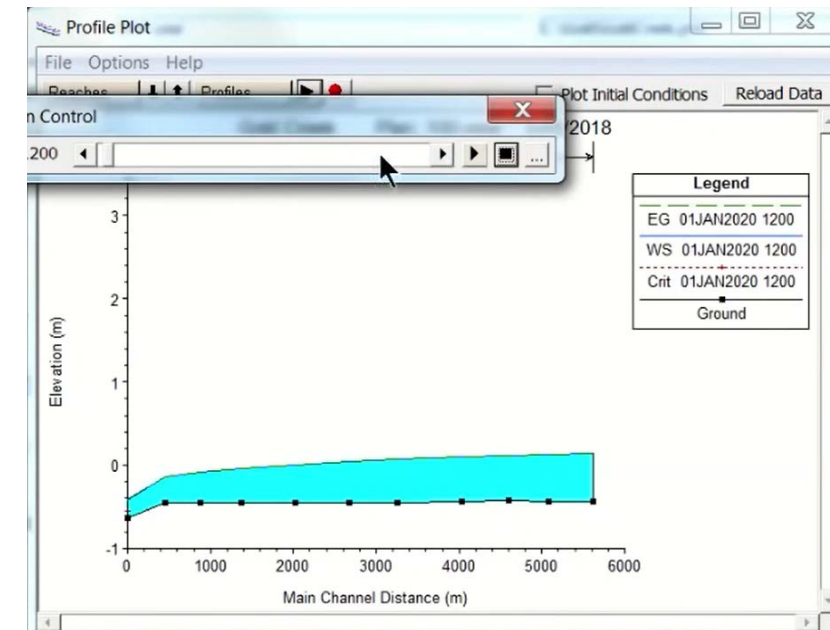 Profile Plot
File Options Help
Reaches Profiles Plot Initial Conditions Reload Data
n Control
2018
.200
...
Legend
EG 01JAN2020 1200
WS 01JAN2020 1200
Crit 01JAN2020 1200
Ground
Elevation (m)
3
2
1
0
-1
0 1000 2000 3000 4000 5000 6000
Main Channel Distance (m)